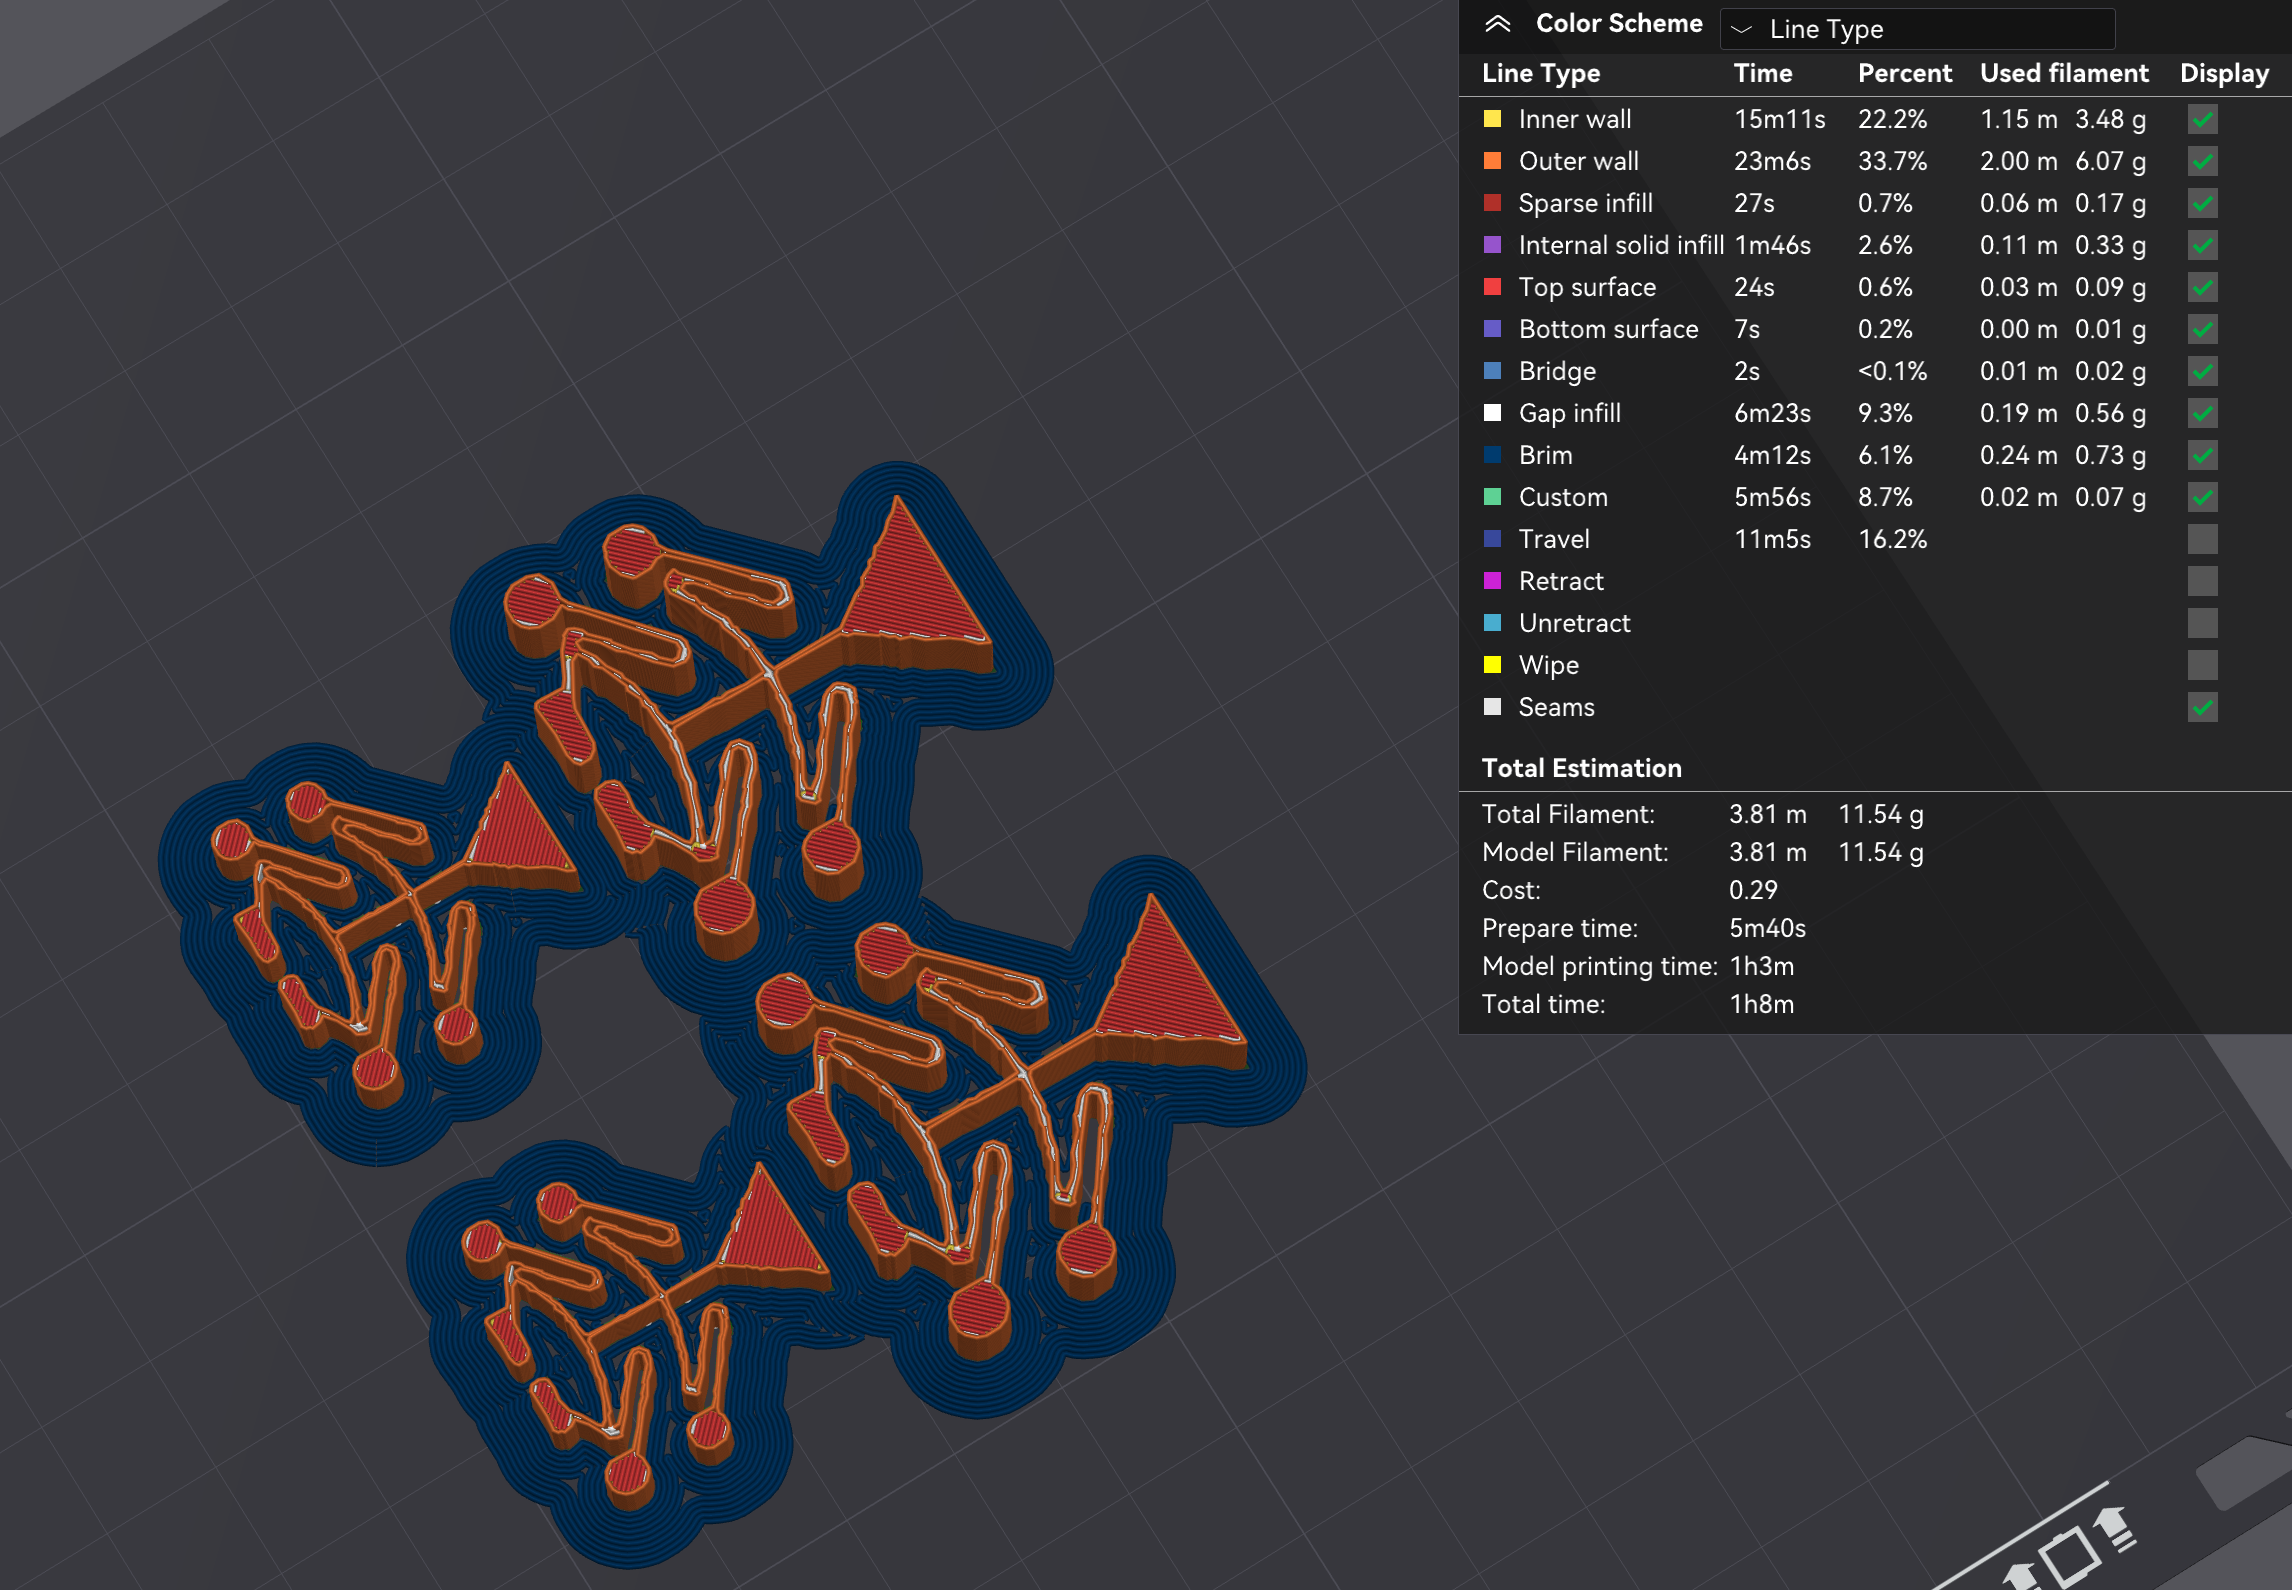 Color Scheme Line Type
Line Type Time Percent Used filament Display
Inner wall 15m11s 22.2% 1.15 m 3.48 g
Outer wall 23m6s 33.7% 2.00 m 6.07 g
Sparse infill 27s 0.7% 0.06 m 0.17 g
Internal solid infill 1m46s 2.6% 0.11 m 0.33 g
Top surface 24s 0.6% 0.03 m 0.09 g
Bottom surface 7s 0.2% 0.00 m 0.01 g
Bridge 2s <0.1% 0.01 m 0.02 g
Gap infill 6m23s 9.3% 0.19 m 0.56 g
Brim 4m12s 6.1% 0.24 m 0.73 g
Custom 5m56s 8.7% 0.02 m 0.07 g
Travel 11m5s 16.2%
Retract
Unretract
Wipe
Seams
Total Estimation
Total Filament: 3.81 m 11.54 g
Model Filament: 3.81 m 11.54 g
Cost: 0.29
Prepare time: 5m40s
Model printing time: 1h3m
Total time: 1h8m